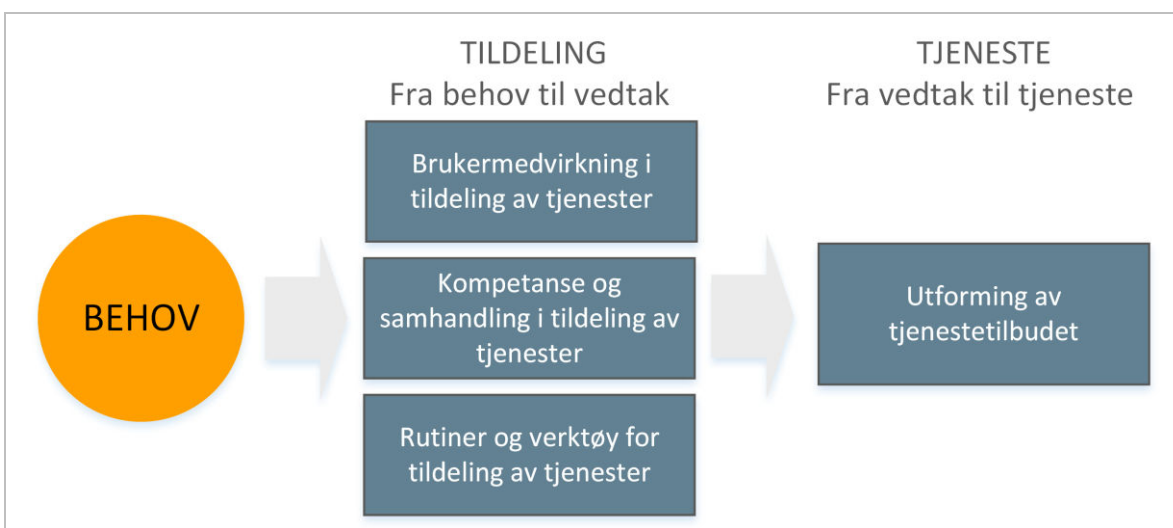 BEHOV
TILDELING
Fra behov til vedtak
Brukermedvirkning i
tildeling av tjenester
Kompetanse og
samhandling i tildeling av
tjenester
Rutiner og verktøy for
tildeling av tjenester
TJENESTE
Fra vedtak til tjeneste
Utforming av
tjenestetilbudet